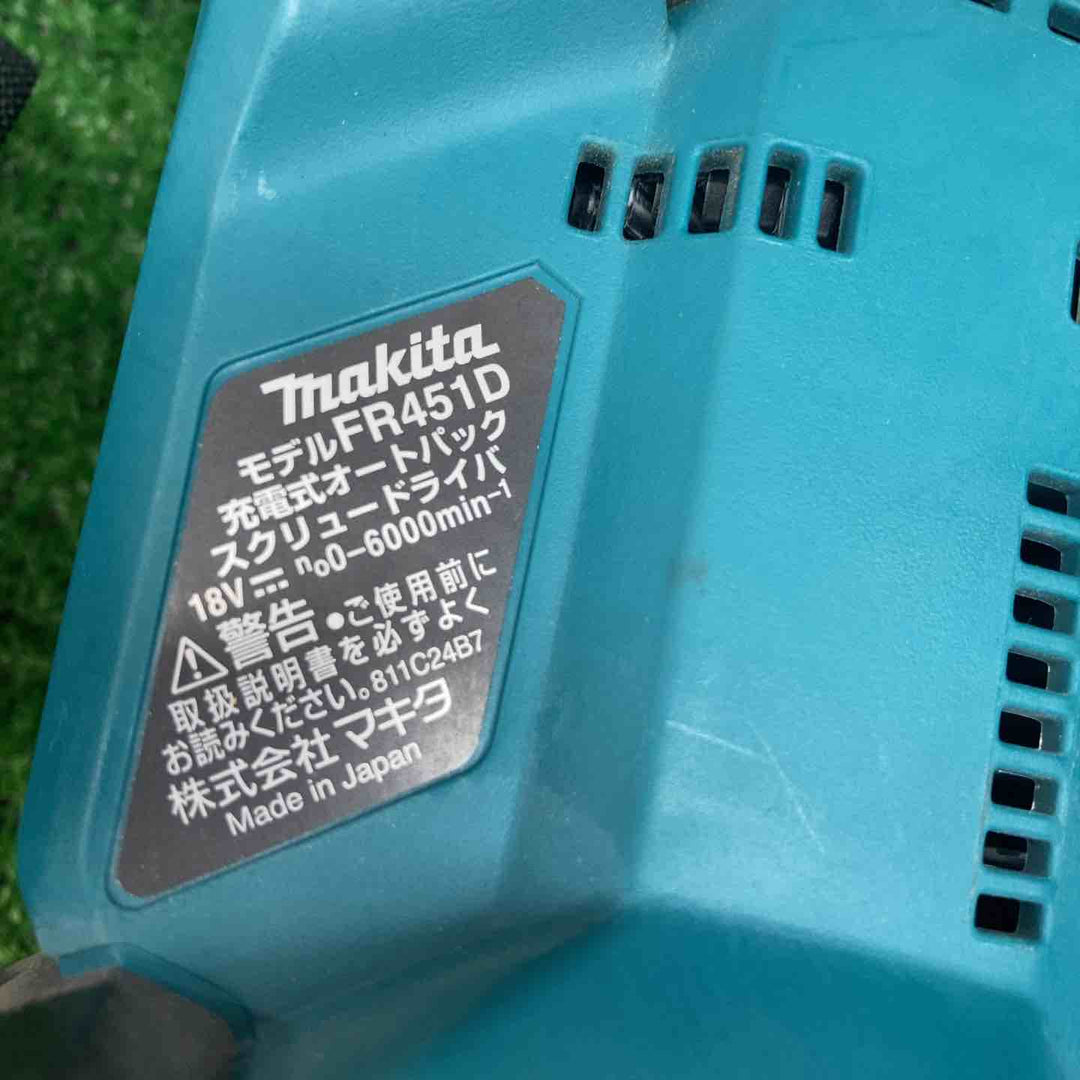 makita
モデルFR451D
充電式オートパック
スクリュードライバ
18V⎓ n₀0-6000min⁻¹
⚠警告 ●ご使用前に
取扱説明書を必ずよく
お読みください。811C24B7
株式会社マキタ
Made in Japan